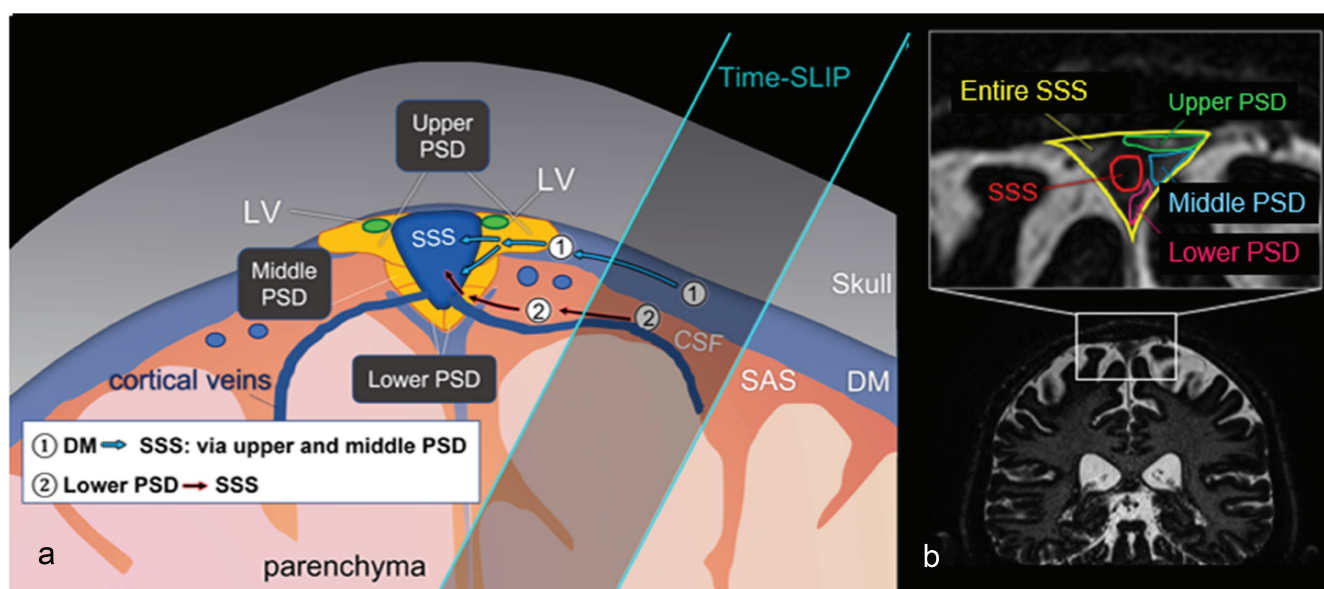 Time-SLIP
Upper
PSD
LV
LV
SSS
Middle
PSD
①
①
②
②
Skull
CSF
Lower PSD
SAS
DM
cortical veins
① DM SSS: via upper and middle PSD
② Lower PSD SSS
parenchyma
a
Entire SSS
Upper PSD
SSS
Middle PSD
Lower PSD
b